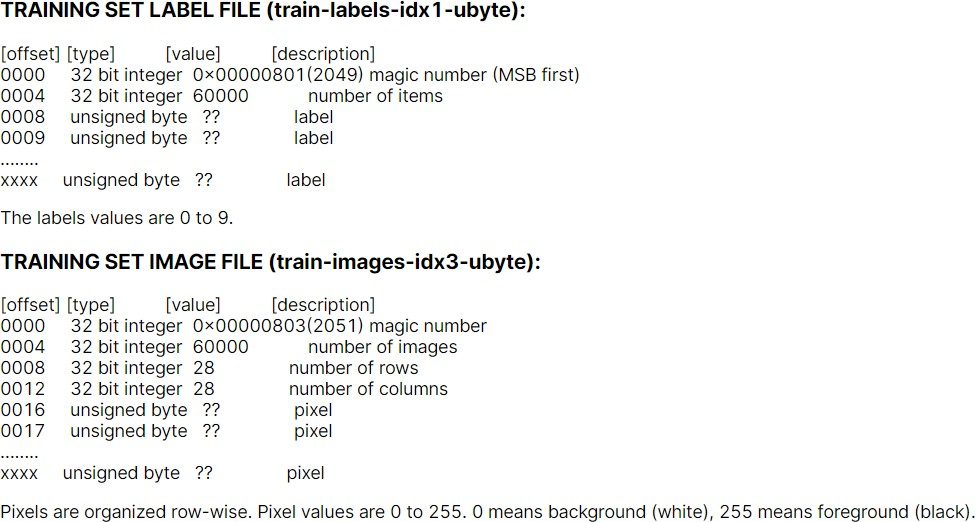 TRAINING SET LABEL FILE (train-labels-idx1-ubyte):
[offset] [type] [value] [description]
0000 32 bit integer 0x00000801(2049) magic number (MSB first)
0004 32 bit integer 60000 number of items
0008 unsigned byte ?? label
0009 unsigned byte ?? label
........
xxxx unsigned byte ?? label
The labels values are 0 to 9.
TRAINING SET IMAGE FILE (train-images-idx3-ubyte):
[offset] [type] [value] [description]
0000 32 bit integer 0x00000803(2051) magic number
0004 32 bit integer 60000 number of images
0008 32 bit integer 28 number of rows
0012 32 bit integer 28 number of columns
0016 unsigned byte ?? pixel
0017 unsigned byte ?? pixel
........
xxxx unsigned byte ?? pixel
Pixels are organized row-wise. Pixel values are 0 to 255. 0 means background (white), 255 means foreground (black).